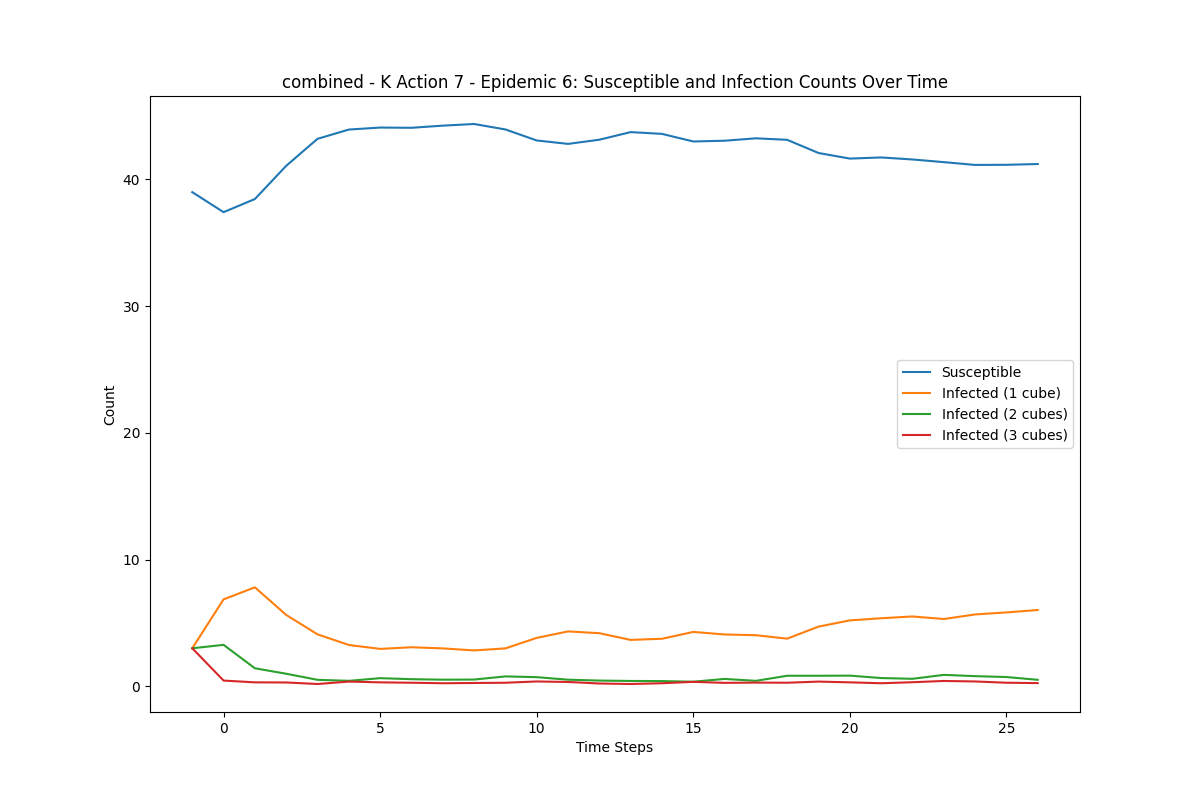 combined - K Action 7 - Epidemic 6: Susceptible and Infection Counts Over Time
Count
40
30
20
10
0
Susceptible
Infected (1 cube)
Infected (2 cubes)
Infected (3 cubes)
0 5 10 15 20 25
Time Steps